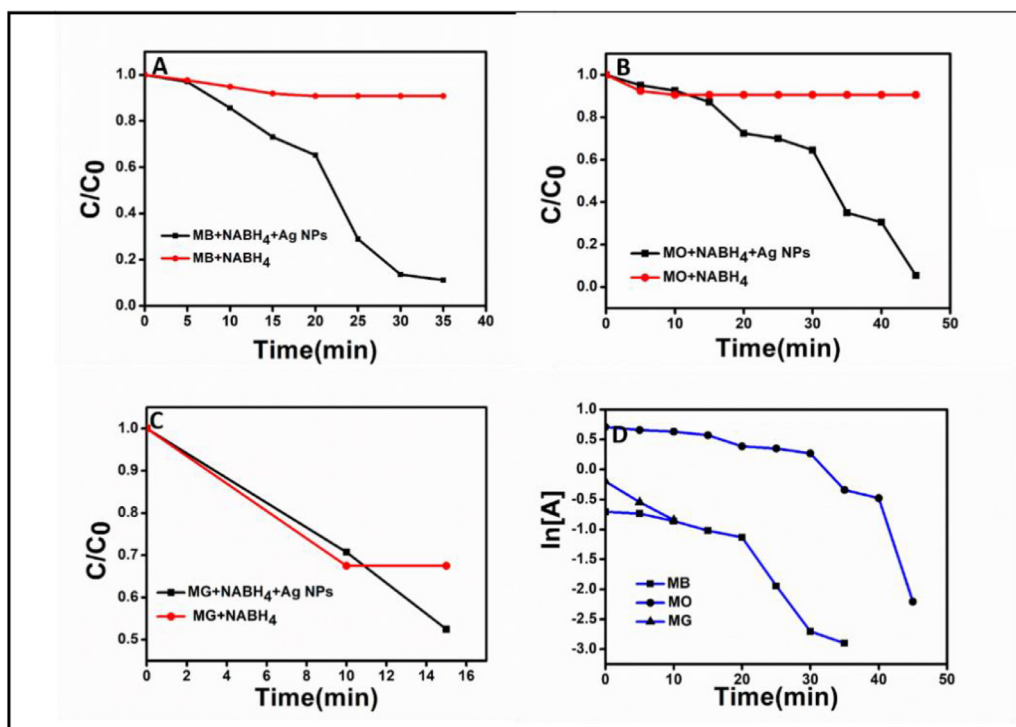 A
1.0
0.8
0.6
0.4
0.2
0.0
C/C0
MB+NABH4+Ag NPs
MB+NABH4
0 5 10 15 20 25 30 35 40
Time(min)
B
1.0
0.8
0.6
0.4
0.2
0.0
C/C0
MO+NABH4+Ag NPs
MO+NABH4
0 10 20 30 40 50
Time(min)
C
1.0
0.9
0.8
0.7
0.6
0.5
C/C0
MG+NABH4+Ag NPs
MG+NABH4
0 2 4 6 8 10 12 14 16
Time(min)
D
1.0
0.5
0.0
-0.5
-1.0
-1.5
-2.0
-2.5
-3.0
ln[A]
MB
MO
MG
0 10 20 30 40 50
Time(min)